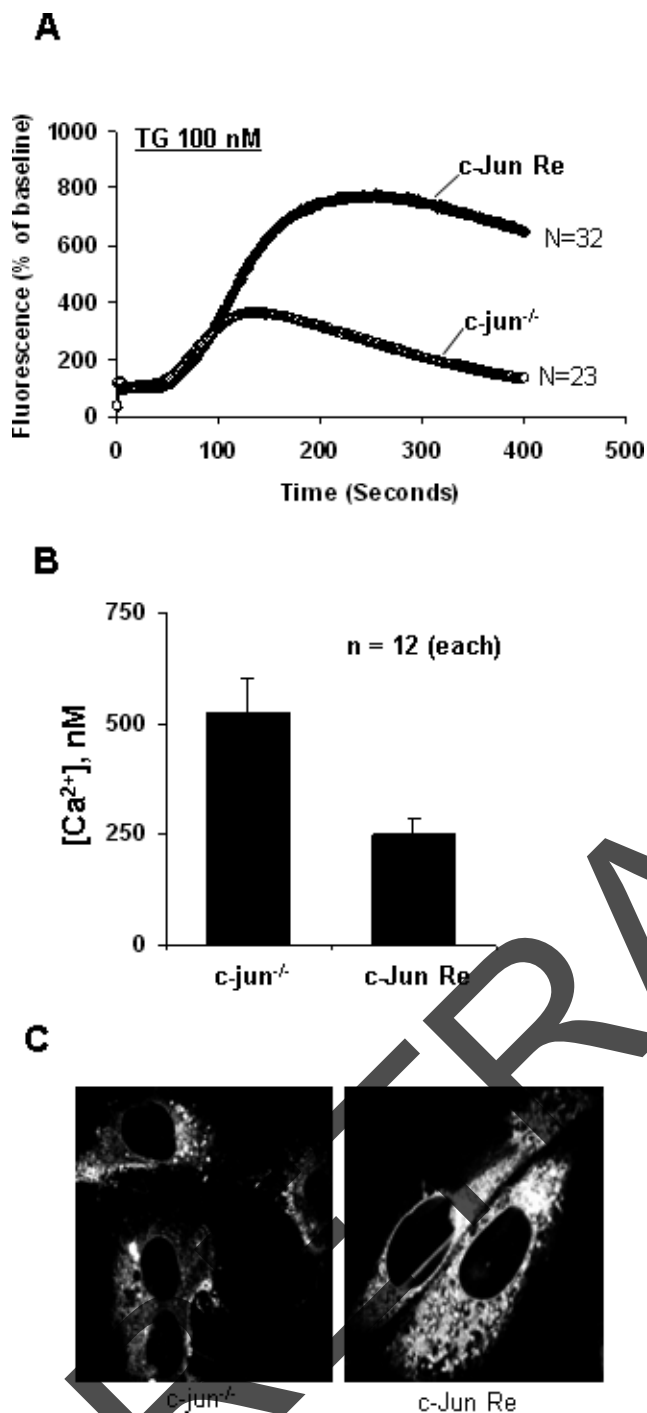 A
1000
800
600
400
200
0
TG 100 nM
c-Jun Re
N=32
c-jun-/-
N=23
Fluorescence (% of baseline)
0 100 200 300 400 500
Time (Seconds)
B
750
500
250
0
n = 12 (each)
[Ca2+], nM
c-jun-/- c-Jun Re
C
c-jun-/- c-Jun Re